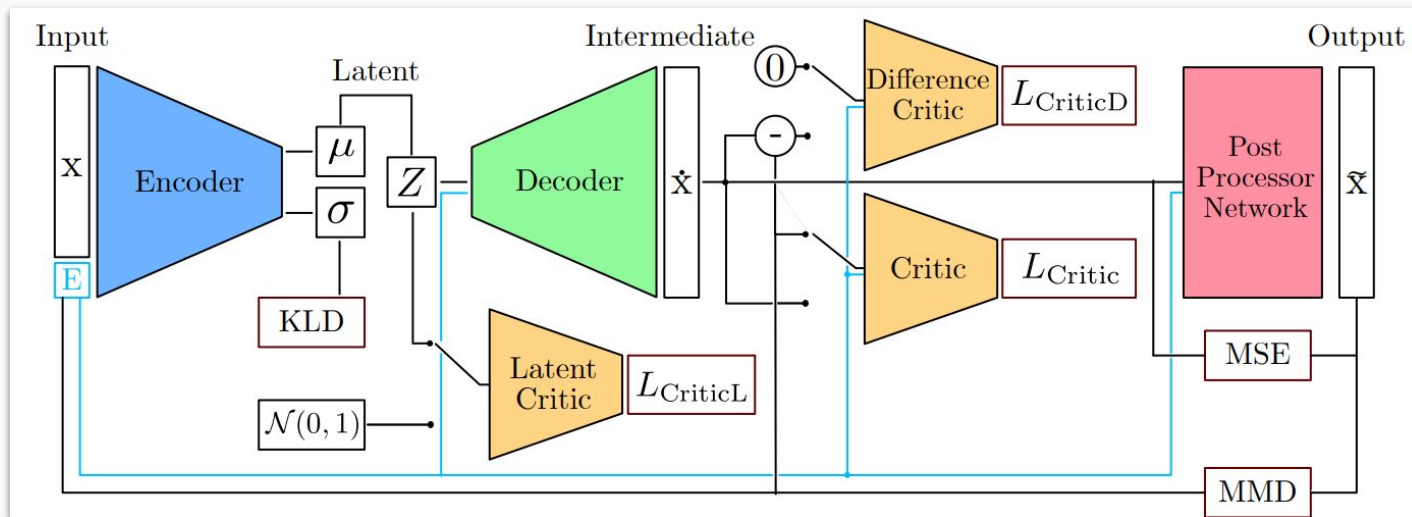 Input
Latent
Intermediate
Output
x
E
Encoder
μ
σ
KLD
Z
N(0, 1)
Decoder
ẋ
Latent
Critic
L_CriticL
0
-
Difference
Critic
L_CriticD
Critic
L_Critic
Post
Processor
Network
x̃
MSE
MMD